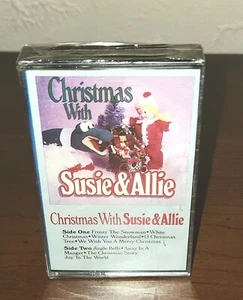 Christmas
With
Susie & Allie
Christmas With Susie & Allie
Side One Frosty The Snowman • White
Christmas • Winter Wonderland • O Christmas
Tree • We Wish You A Merry Christmas
Side Two Jingle Bells • Away In A
Manger • The Christmas Story
Joy To The World